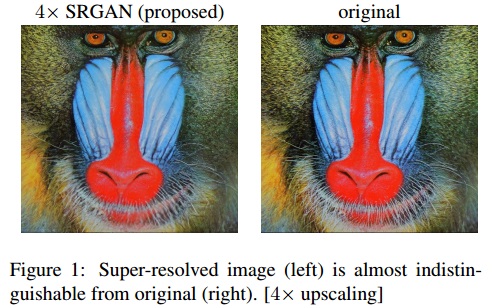 4× SRGAN (proposed)
original
Figure 1: Super-resolved image (left) is almost indistin-
guishable from original (right). [4× upscaling]